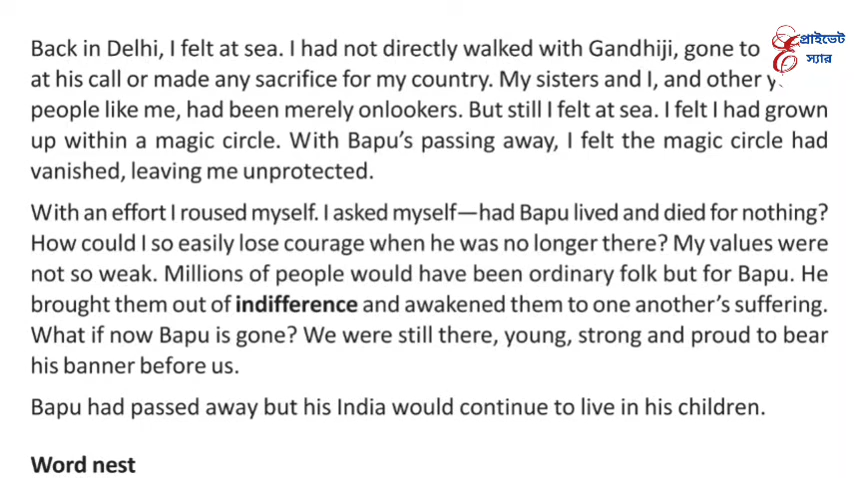 Back in Delhi, I felt at sea. I had not directly walked with Gandhiji, gone to
at his call or made any sacrifice for my country. My sisters and I, and other
people like me, had been merely onlookers. But still I felt at sea. I felt I had grown
up within a magic circle. With Bapu's passing away, I felt the magic circle had
vanished, leaving me unprotected.
With an effort I roused myself. I asked myself—had Bapu lived and died for nothing?
How could I so easily lose courage when he was no longer there? My values were
not so weak. Millions of people would have been ordinary folk but for Bapu. He
brought them out of indifference and awakened them to one another's suffering.
What if now Bapu is gone? We were still there, young, strong and proud to bear
his banner before us.
Bapu had passed away but his India would continue to live in his children.
Word nest
প্রাইভেট
স্যার